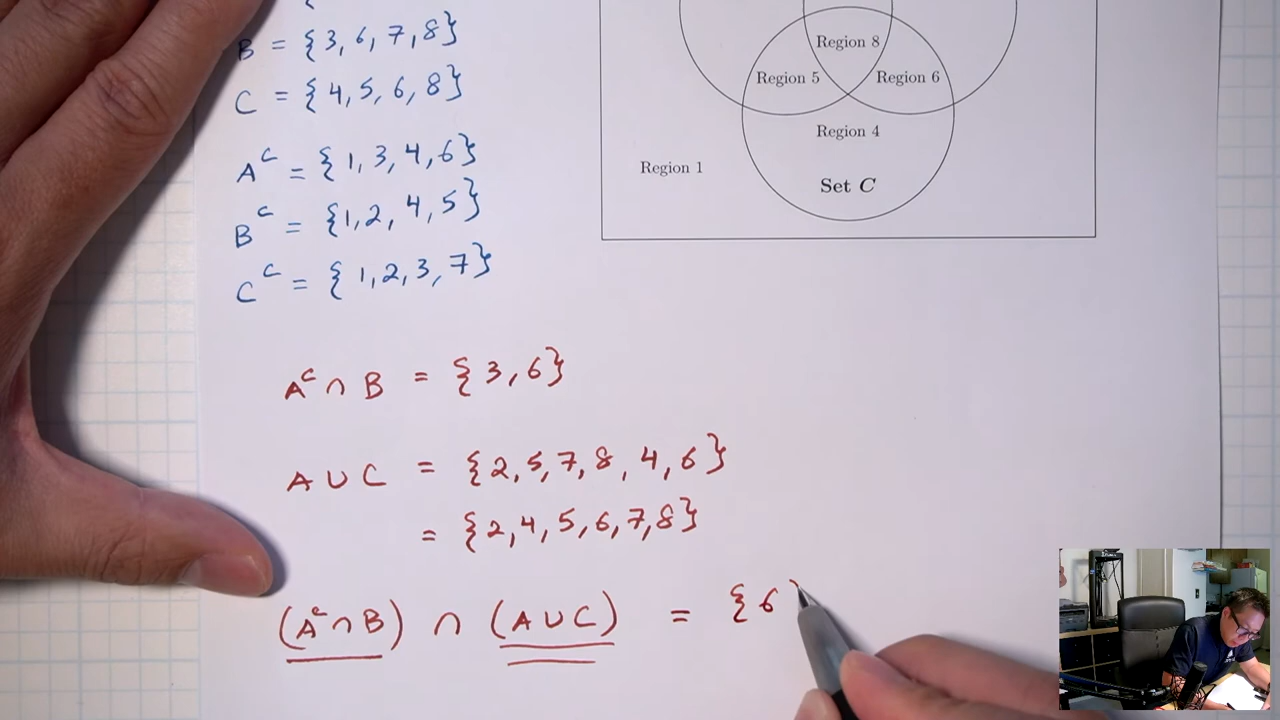 B = {3, 6, 7, 8}
C = {4, 5, 6, 8}
A^C = {1, 3, 4, 6}
B^C = {1, 2, 4, 5}
C^C = {1, 2, 3, 7}
Region 8
Region 5
Region 6
Region 4
Region 1
Set C
A^C ∩ B = {3, 6}
A ∪ C = {2, 5, 7, 8, 4, 6}
= {2, 4, 5, 6, 7, 8}
(A^C ∩ B) ∩ (A ∪ C) = {6}